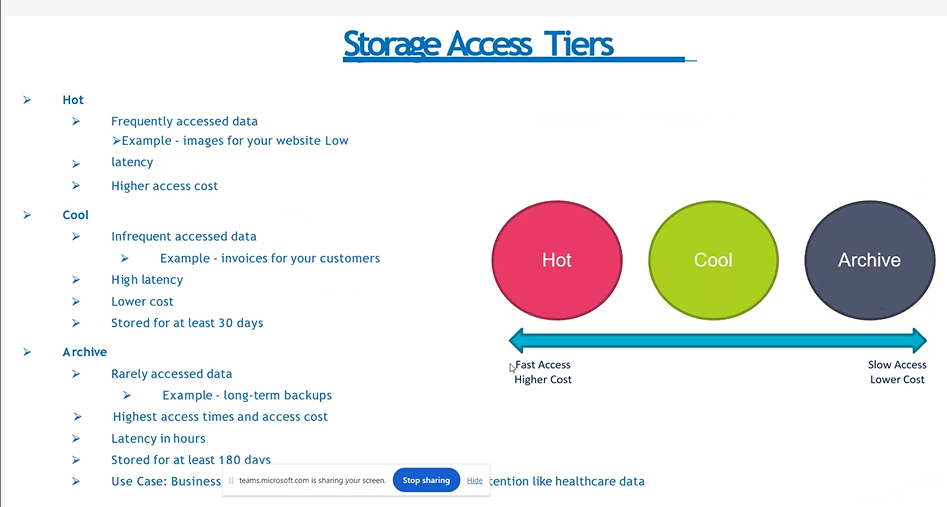 Storage Access Tiers
➢ Hot
➢ Frequently accessed data
➢Example - images for your website Low
➢ latency
➢ Higher access cost
➢ Cool
➢ Infrequent accessed data
➢ Example - invoices for your customers
➢ High latency
➢ Lower cost
➢ Stored for at least 30 days
➢ Archive
➢ Rarely accessed data
➢ Example - long-term backups
➢ Highest access times and access cost
➢ Latency in hours
➢ Stored for at least 180 days
➢ Use Case: Business
like healthcare data
teams.microsoft.com is sharing your screen. Stop sharing Hide
Hot Cool Archive
Fast Access Slow Access
Higher Cost Lower Cost